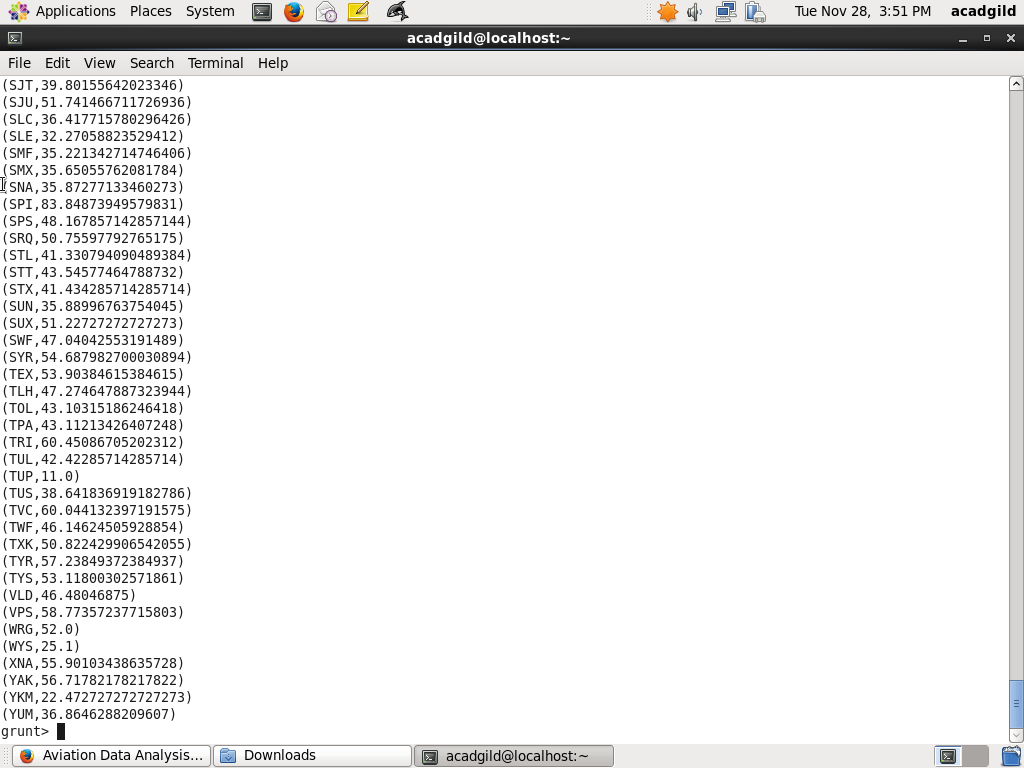 Applications Places System
Tue Nov 28, 3:51 PM acadgild
acadgild@localhost:~
File Edit View Search Terminal Help
(SJT,39.80155642023346)
(SJU,51.741466711726936)
(SLC,36.417715780296426)
(SLE,32.27058823529412)
(SMF,35.221342714746406)
(SMX,35.65055762081784)
(SNA,35.87277133460273)
(SPI,83.84873949579831)
(SPS,48.167857142857144)
(SRQ,50.75597792765175)
(STL,41.330794090489384)
(STT,43.54577464788732)
(STX,41.434285714285714)
(SUN,35.88996763754045)
(SUX,51.22727272727273)
(SWF,47.04042553191489)
(SYR,54.687982700030894)
(TEX,53.90384615384615)
(TLH,47.274647887323944)
(TOL,43.10315186246418)
(TPA,43.11213426407248)
(TRI,60.45086705202312)
(TUL,42.42285714285714)
(TUP,11.0)
(TUS,38.641836919182786)
(TVC,60.044132397191575)
(TWF,46.14624505928854)
(TXK,50.822429906542055)
(TYR,57.23849372384937)
(TYS,53.11800302571861)
(VLD,46.48046875)
(VPS,58.77357237715803)
(WRG,52.0)
(WYS,25.1)
(XNA,55.90103438635728)
(YAK,56.71782178217822)
(YKM,22.472727272727273)
(YUM,36.8646288209607)
grunt>
Aviation Data Analysis... Downloads acadgild@localhost:~